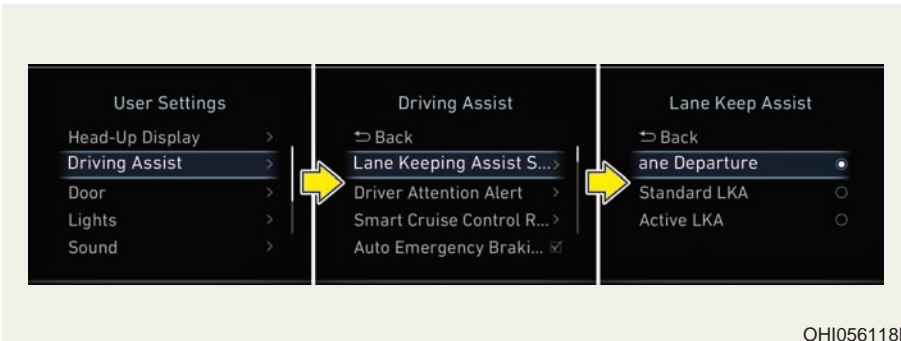 User Settings
Head-Up Display >
Driving Assist >
Door >
Lights >
Sound >
Driving Assist
Back
Lane Keeping Assist S...>
Driver Attention Alert >
Smart Cruise Control R...>
Auto Emergency Braki...
Lane Keep Assist
Back
ane Departure
Standard LKA
Active LKA
OHI056118